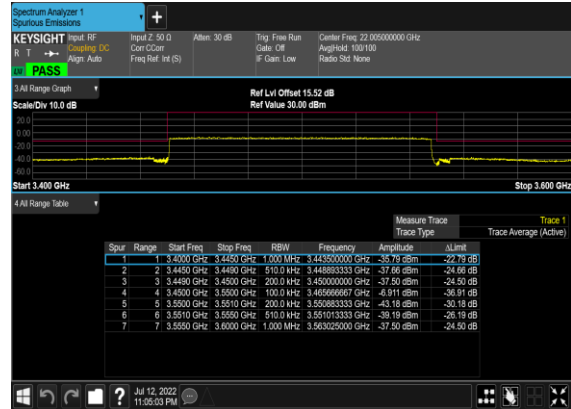 Spectrum Analyzer 1
Spurious Emissions
KEYSIGHT Input: RF Input Z: 50 Ω Atten: 30 dB Trig: Free Run Center Freq: 22.005000000 GHz
R T Coupling: DC Corr CCorr Gate: Off Avg|Hold: 100/100
Align: Auto Freq Ref: Int (S) IF Gain: Low Radio Std: None
PASS
3 All Range Graph Ref Lvl Offset 15.52 dB
Scale/Div 10.0 dB Ref Value 30.00 dBm
20.0
0.00
-20.0
-40.0
-60.0
Start 3.400 GHz Stop 3.600 GHz
4 All Range Table
Measure Trace Trace 1
Trace Type Trace Average (Active)
Spur Range Start Freq Stop Freq RBW Frequency Amplitude ΔLimit
1 1 3.4000 GHz 3.4450 GHz 1.000 MHz 3.443500000 GHz -35.79 dBm -22.79 dB
2 2 3.4450 GHz 3.4490 GHz 510.0 kHz 3.448893333 GHz -37.66 dBm -24.66 dB
3 3 3.4490 GHz 3.4500 GHz 200.0 kHz 3.450000000 GHz -37.50 dBm -24.50 dB
4 4 3.4500 GHz 3.5500 GHz 100.0 kHz 3.465666667 GHz -6.911 dBm -36.91 dB
5 5 3.5500 GHz 3.5510 GHz 200.0 kHz 3.550883333 GHz -43.18 dBm -30.18 dB
6 6 3.5510 GHz 3.5550 GHz 510.0 kHz 3.551013333 GHz -39.19 dBm -26.19 dB
7 7 3.5550 GHz 3.6000 GHz 1.000 MHz 3.563025000 GHz -37.50 dBm -24.50 dB
? Jul 12, 2022
11:05:03 PM